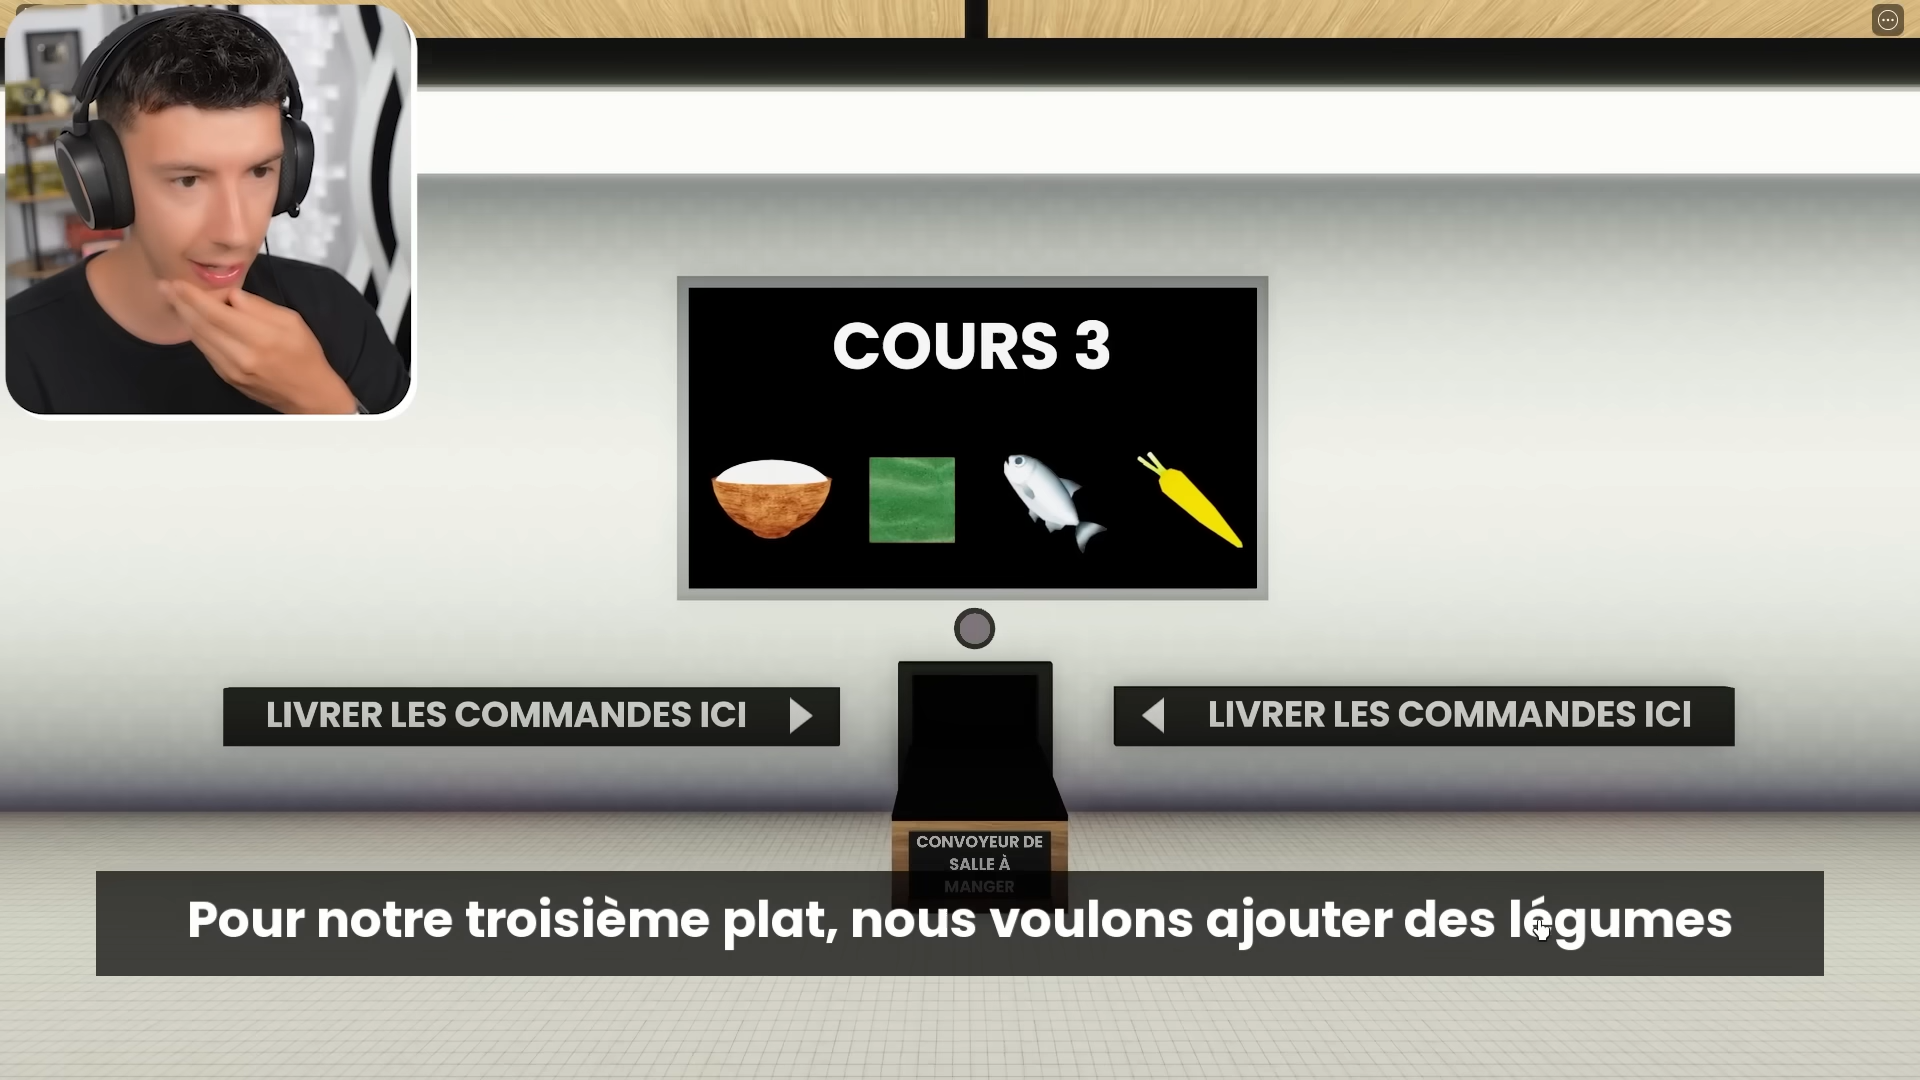 COURS 3
LIVRER LES COMMANDES ICI
LIVRER LES COMMANDES ICI
CONVOYEUR DE
SALLE À
MANGER
Pour notre troisième plat, nous voulons ajouter des légumes